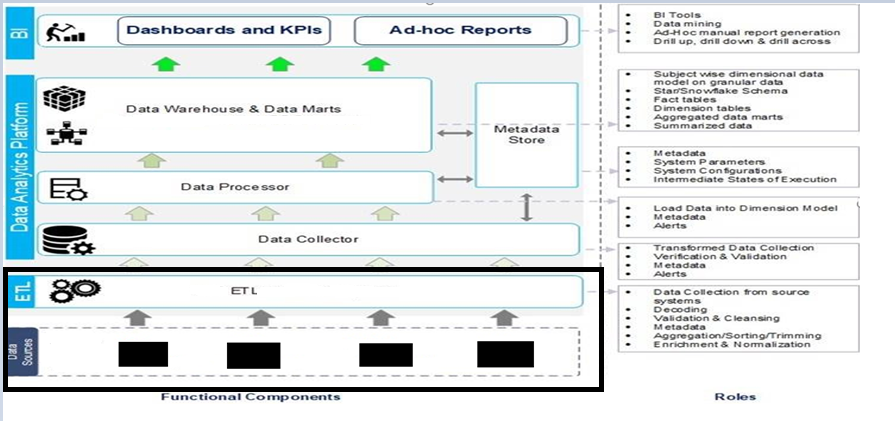 BI
Dashboards and KPIs
Ad-hoc Reports
Data Analytics Platform
Data Warehouse & Data Marts
Metadata
Store
Data Processor
Data Collector
ETL
ETL
Data
Sources
Functional Components
• BI Tools
• Data mining
• Ad-Hoc manual report generation
• Drill up, drill down & drill across
• Subject wise dimensional data
model on granular data
• Star/Snowflake Schema
• Fact tables
• Dimension tables
• Aggregated data marts
• Summarized data
• Metadata
• System Parameters
• System Configurations
• Intermediate States of Execution
• Load Data into Dimension Model
• Metadata
• Alerts
• Transformed Data Collection
• Verification & Validation
• Metadata
• Alerts
• Data Collection from source
systems
• Decoding
• Validation & Cleansing
• Metadata
• Aggregation/Sorting/Trimming
• Enrichment & Normalization
Roles